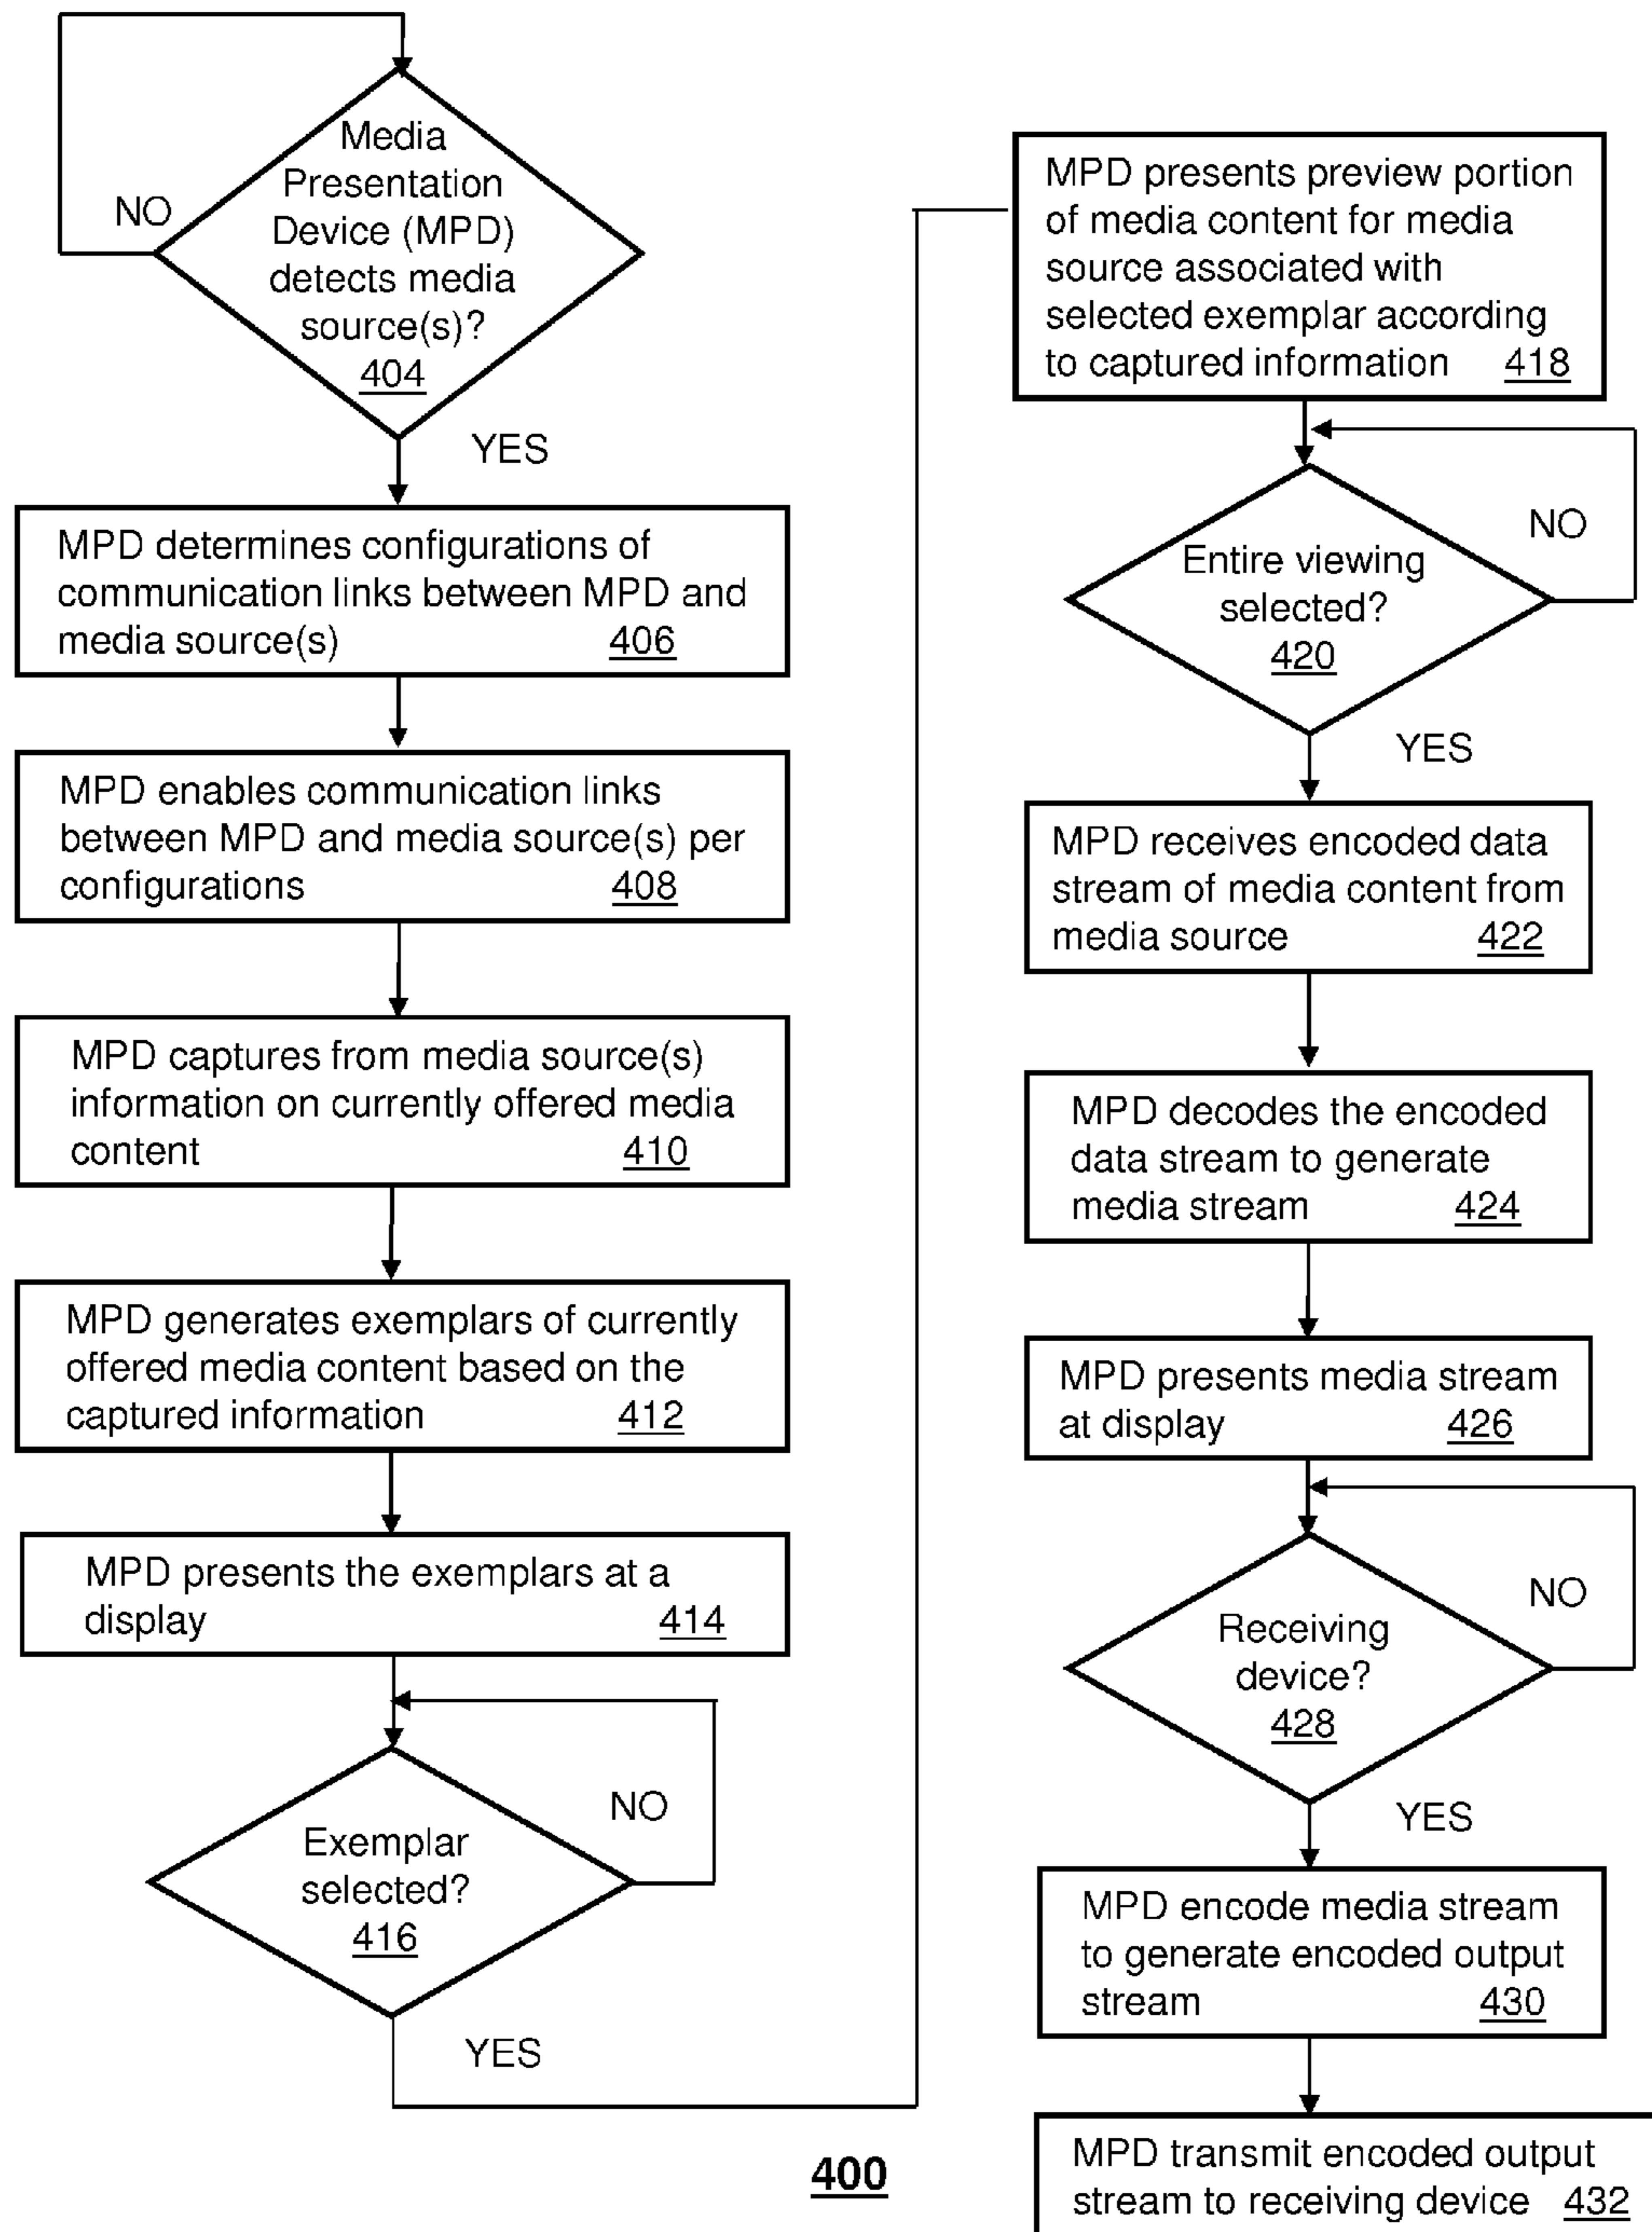 Media
Presentation
Device (MPD)
detects media
source(s)?
404
NO
YES
MPD determines configurations of
communication links between MPD and
media source(s) 406
MPD enables communication links
between MPD and media source(s) per
configurations 408
MPD captures from media source(s)
information on currently offered media
content 410
MPD generates exemplars of currently
offered media content based on the
captured information 412
MPD presents the exemplars at a
display 414
Exemplar
selected?
416
NO
YES
MPD presents preview portion
of media content for media
source associated with
selected exemplar according
to captured information 418
Entire viewing
selected?
420
NO
YES
MPD receives encoded data
stream of media content from
media source 422
MPD decodes the encoded
data stream to generate
media stream 424
MPD presents media stream
at display 426
Receiving
device?
428
NO
YES
MPD encode media stream
to generate encoded output
stream 430
MPD transmit encoded output
stream to receiving device 432
400